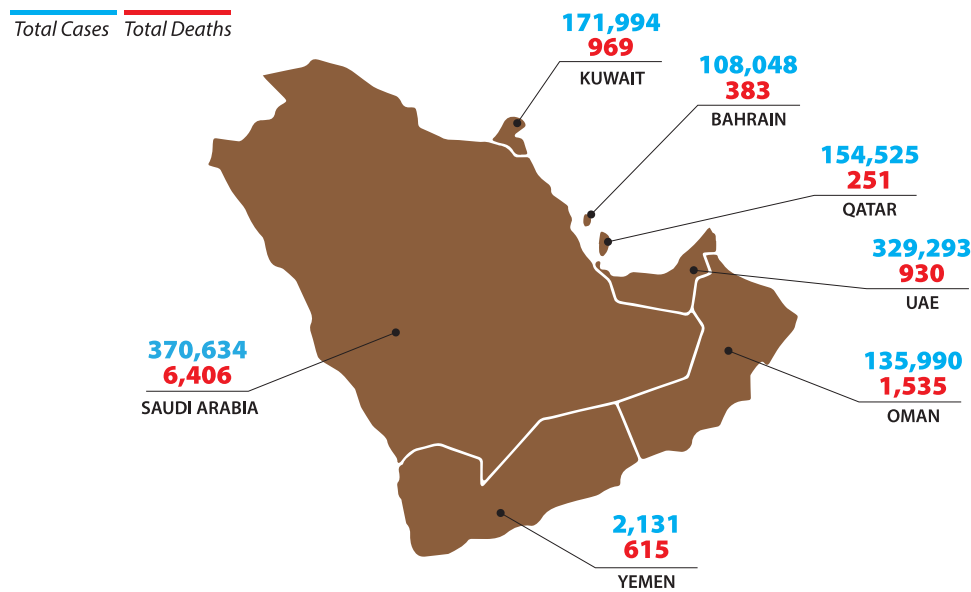 Total Cases Total Deaths
171,994
969
KUWAIT
108,048
383
BAHRAIN
154,525
251
QATAR
329,293
930
UAE
370,634
6,406
SAUDI ARABIA
135,990
1,535
OMAN
2,131
615
YEMEN